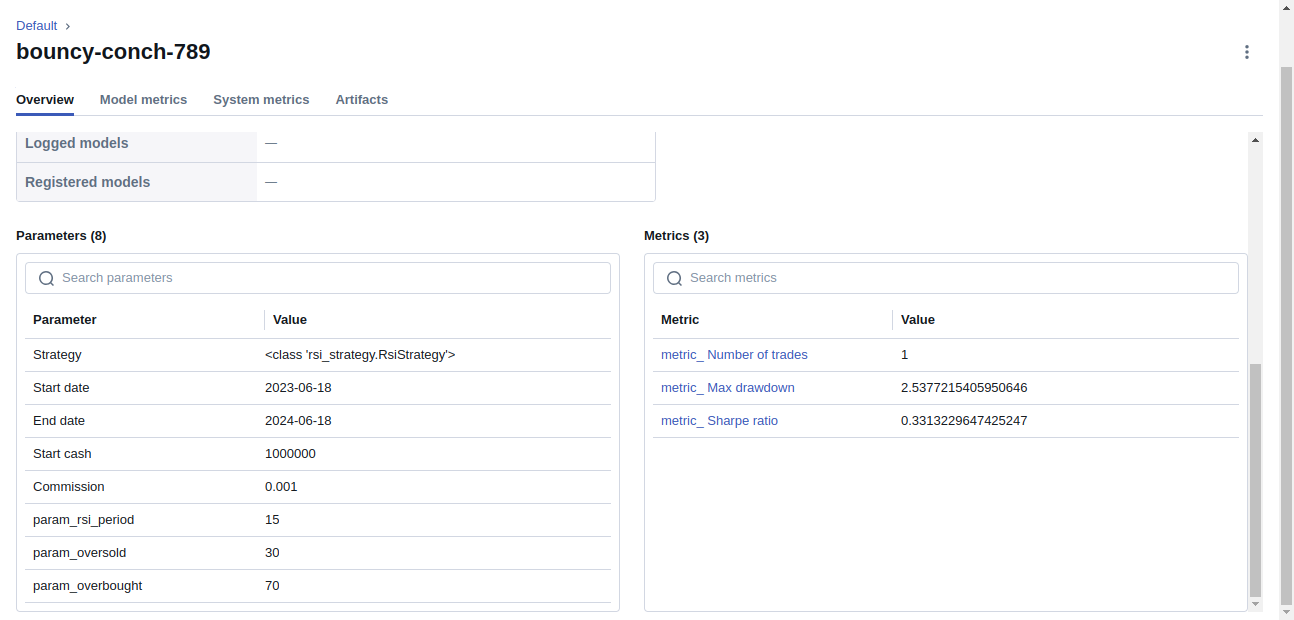 Default ›
bouncy-conch-789
Overview Model metrics System metrics Artifacts
Logged models —
Registered models —
Parameters (8)
Search parameters
Parameter Value
Strategy <class 'rsi_strategy.RsiStrategy'>
Start date 2023-06-18
End date 2024-06-18
Start cash 1000000
Commission 0.001
param_rsi_period 15
param_oversold 30
param_overbought 70
Metrics (3)
Search metrics
Metric Value
metric_ Number of trades 1
metric_ Max drawdown 2.5377215405950646
metric_ Sharpe ratio 0.3313229647425247